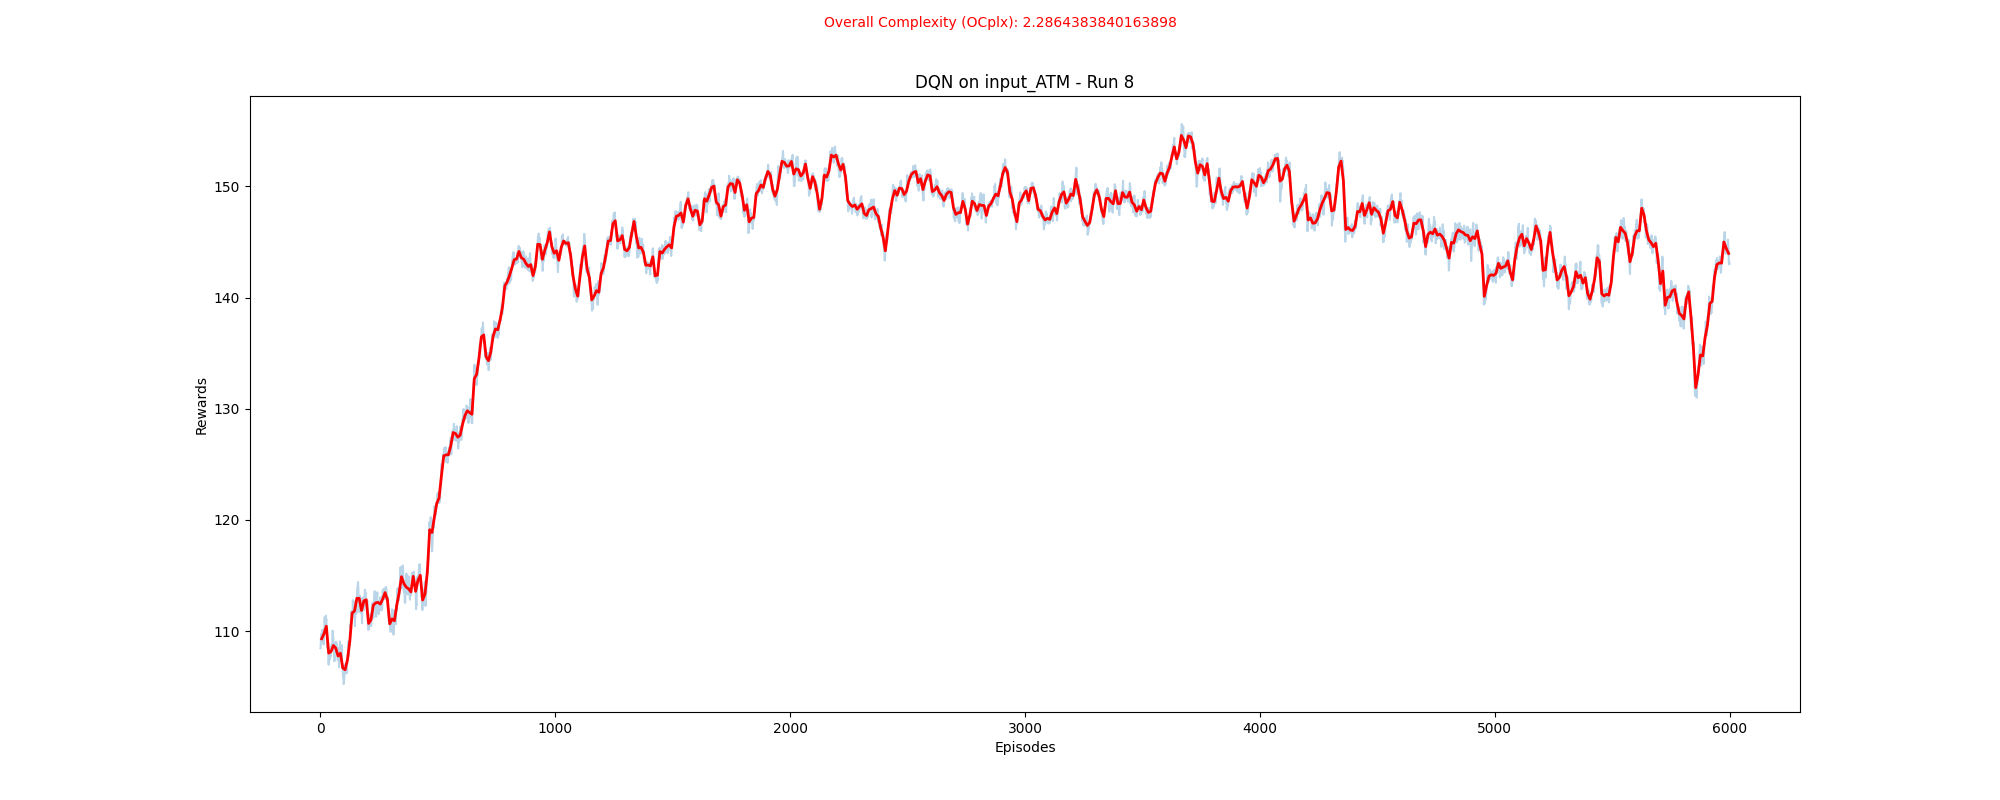 Overall Complexity (OCplx): 2.2864383840163898
DQN on input_ATM - Run 8
150
140
130
120
110
Rewards
0 1000 2000 3000 4000 5000 6000
Episodes